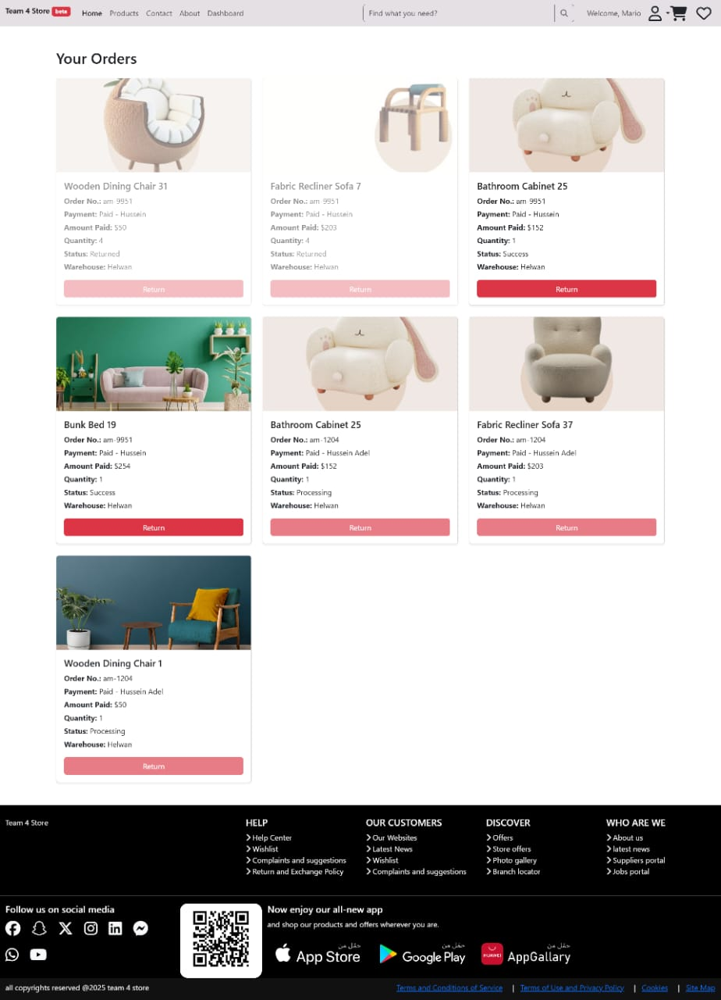 Team 4 Store beta Home Products Contact About Dashboard Find what you need? Welcome, Mario
Your Orders
Wooden Dining Chair 31
Order No.: am-9951
Payment: Paid - Hussein
Amount Paid: $50
Quantity: 4
Status: Returned
Warehouse: Helwan
Return
Fabric Recliner Sofa 7
Order No.: am-9951
Payment: Paid - Hussein
Amount Paid: $203
Quantity: 4
Status: Returned
Warehouse: Helwan
Return
Bathroom Cabinet 25
Order No.: am-9951
Payment: Paid - Hussein
Amount Paid: $152
Quantity: 1
Status: Success
Warehouse: Helwan
Return
Bunk Bed 19
Order No.: am-9951
Payment: Paid - Hussein
Amount Paid: $254
Quantity: 1
Status: Success
Warehouse: Helwan
Return
Bathroom Cabinet 25
Order No.: am-1204
Payment: Paid - Hussein Adel
Amount Paid: $152
Quantity: 1
Status: Processing
Warehouse: Helwan
Return
Fabric Recliner Sofa 37
Order No.: am-1204
Payment: Paid - Hussein Adel
Amount Paid: $203
Quantity: 1
Status: Processing
Warehouse: Helwan
Return
Wooden Dining Chair 1
Order No.: am-1204
Payment: Paid - Hussein Adel
Amount Paid: $50
Quantity: 1
Status: Processing
Warehouse: Helwan
Return
Team 4 Store
HELP
Help Center
Wishlist
Complaints and suggestions
Return and Exchange Policy
OUR CUSTOMERS
Our Websites
Latest News
Wishlist
Complaints and suggestions
DISCOVER
Offers
Store offers
Photo gallery
Branch locator
WHO ARE WE
About us
latest news
Suppliers portal
Jobs portal
Follow us on social media
Now enjoy our all-new app
and shop our products and offers wherever you are.
حمّل من
App Store
حمّل من
Google Play
HUAWEI
حمّل من
AppGallary
all copyrights reserved @2025 team 4 store
Terms and Conditions of Service | Terms of Use and Privacy Policy | Cookies | Site Map